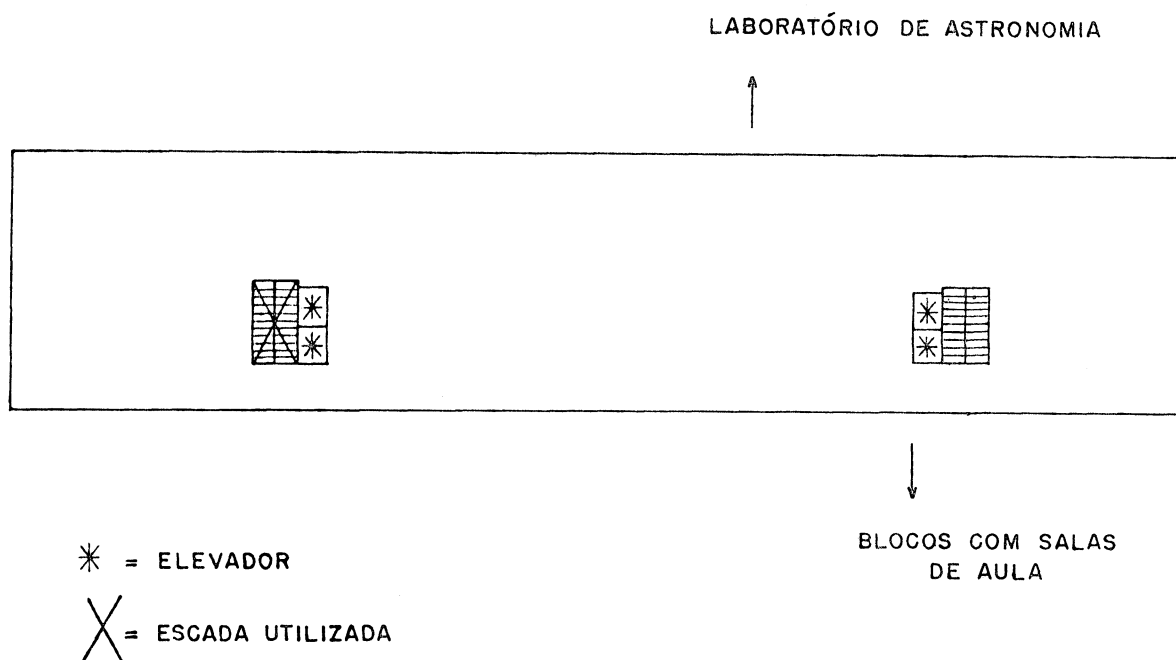 LABORATÓRIO DE ASTRONOMIA
BLOCOS COM SALAS
DE AULA
= ELEVADOR
= ESCADA UTILIZADA